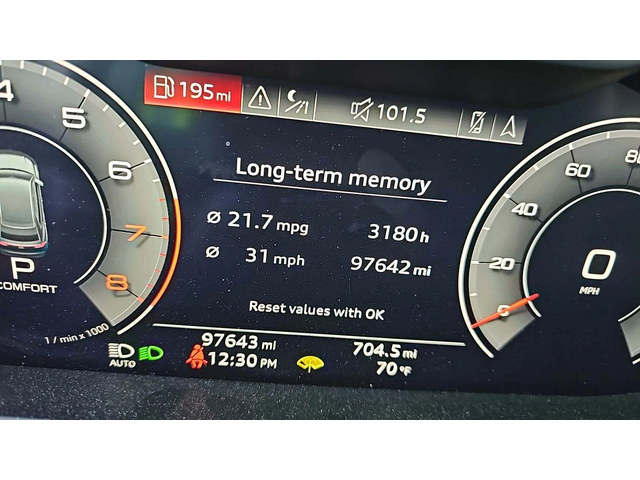 195 mi
101.5
Long-term memory
Ø 21.7 mpg 3180 h
Ø 31 mph 97642 mi
Reset values with OK
97643 mi 704.5 mi
12:30 PM 70 °F
AUTO
4 5 6 7 8
1 / min x 1000
P
COMFORT
0 20 40 60 80
0
MPH